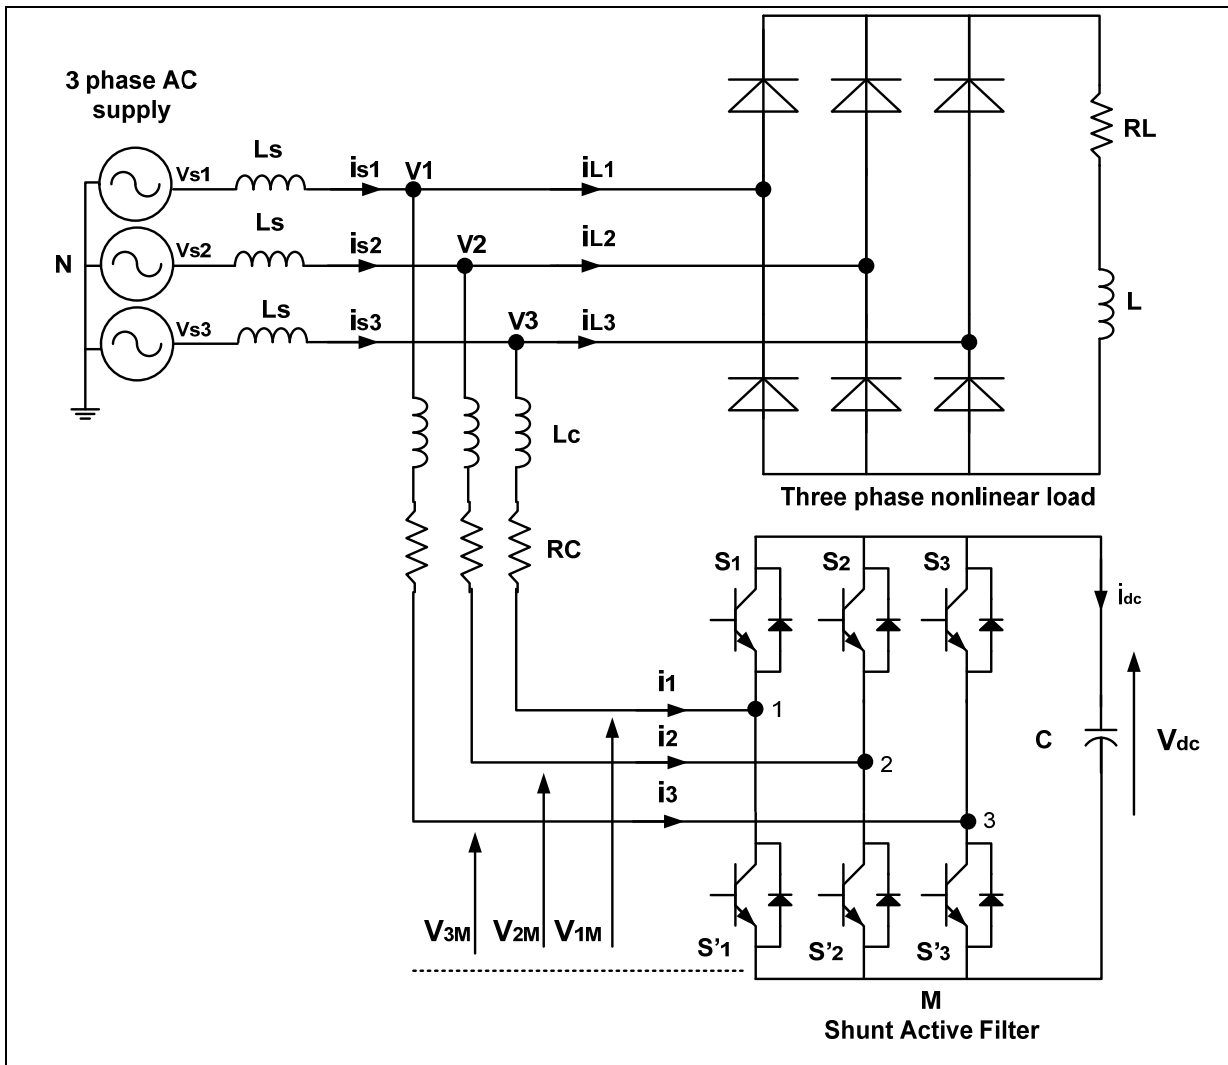 3 phase AC
supply
Vs1
Ls
is1
V1
iL1
N
Vs2
Ls
is2
V2
iL2
Vs3
Ls
is3
V3
iL3
RL
L
Lc
RC
Three phase nonlinear load
S1
S2
S3
idc
i1
1
i2
2
i3
3
C
Vdc
V3M
V2M
V1M
S'1
S'2
S'3
M
Shunt Active Filter